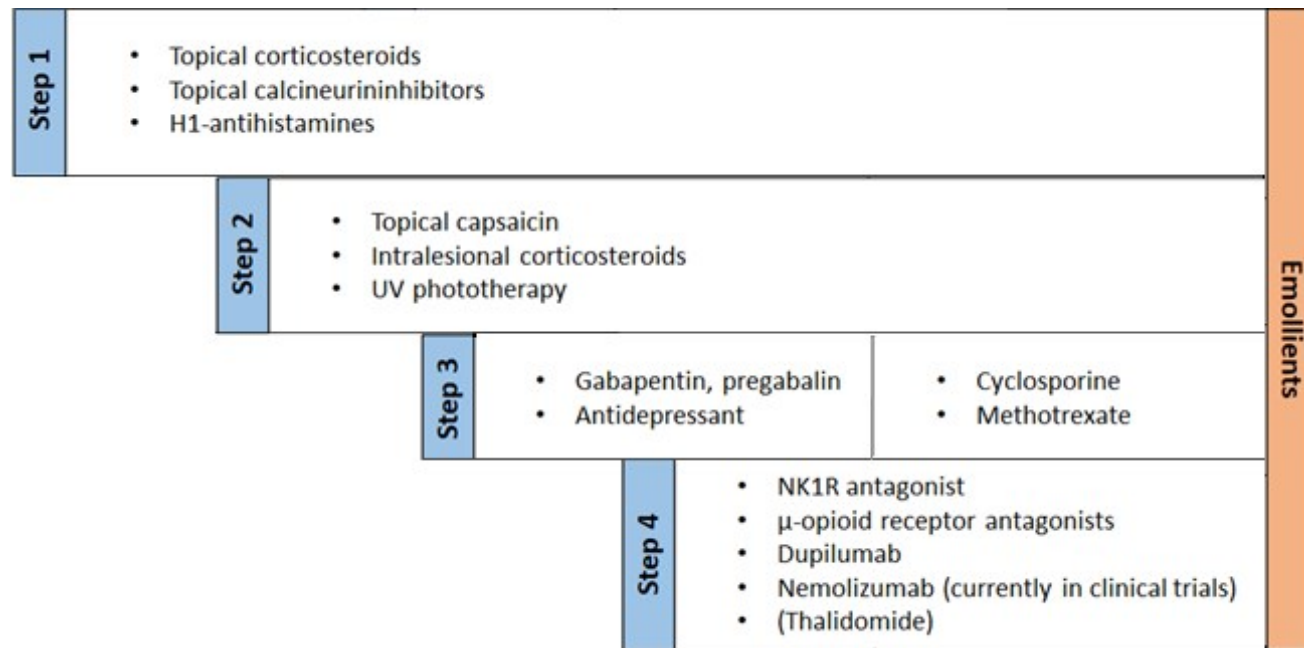 Step 1
• Topical corticosteroids
• Topical calcineurininhibitors
• H1-antihistamines
Step 2
• Topical capsaicin
• Intralesional corticosteroids
• UV phototherapy
Step 3
• Gabapentin, pregabalin
• Antidepressant
• Cyclosporine
• Methotrexate
Step 4
• NK1R antagonist
• μ-opioid receptor antagonists
• Dupilumab
• Nemolizumab (currently in clinical trials)
• (Thalidomide)
Emollients